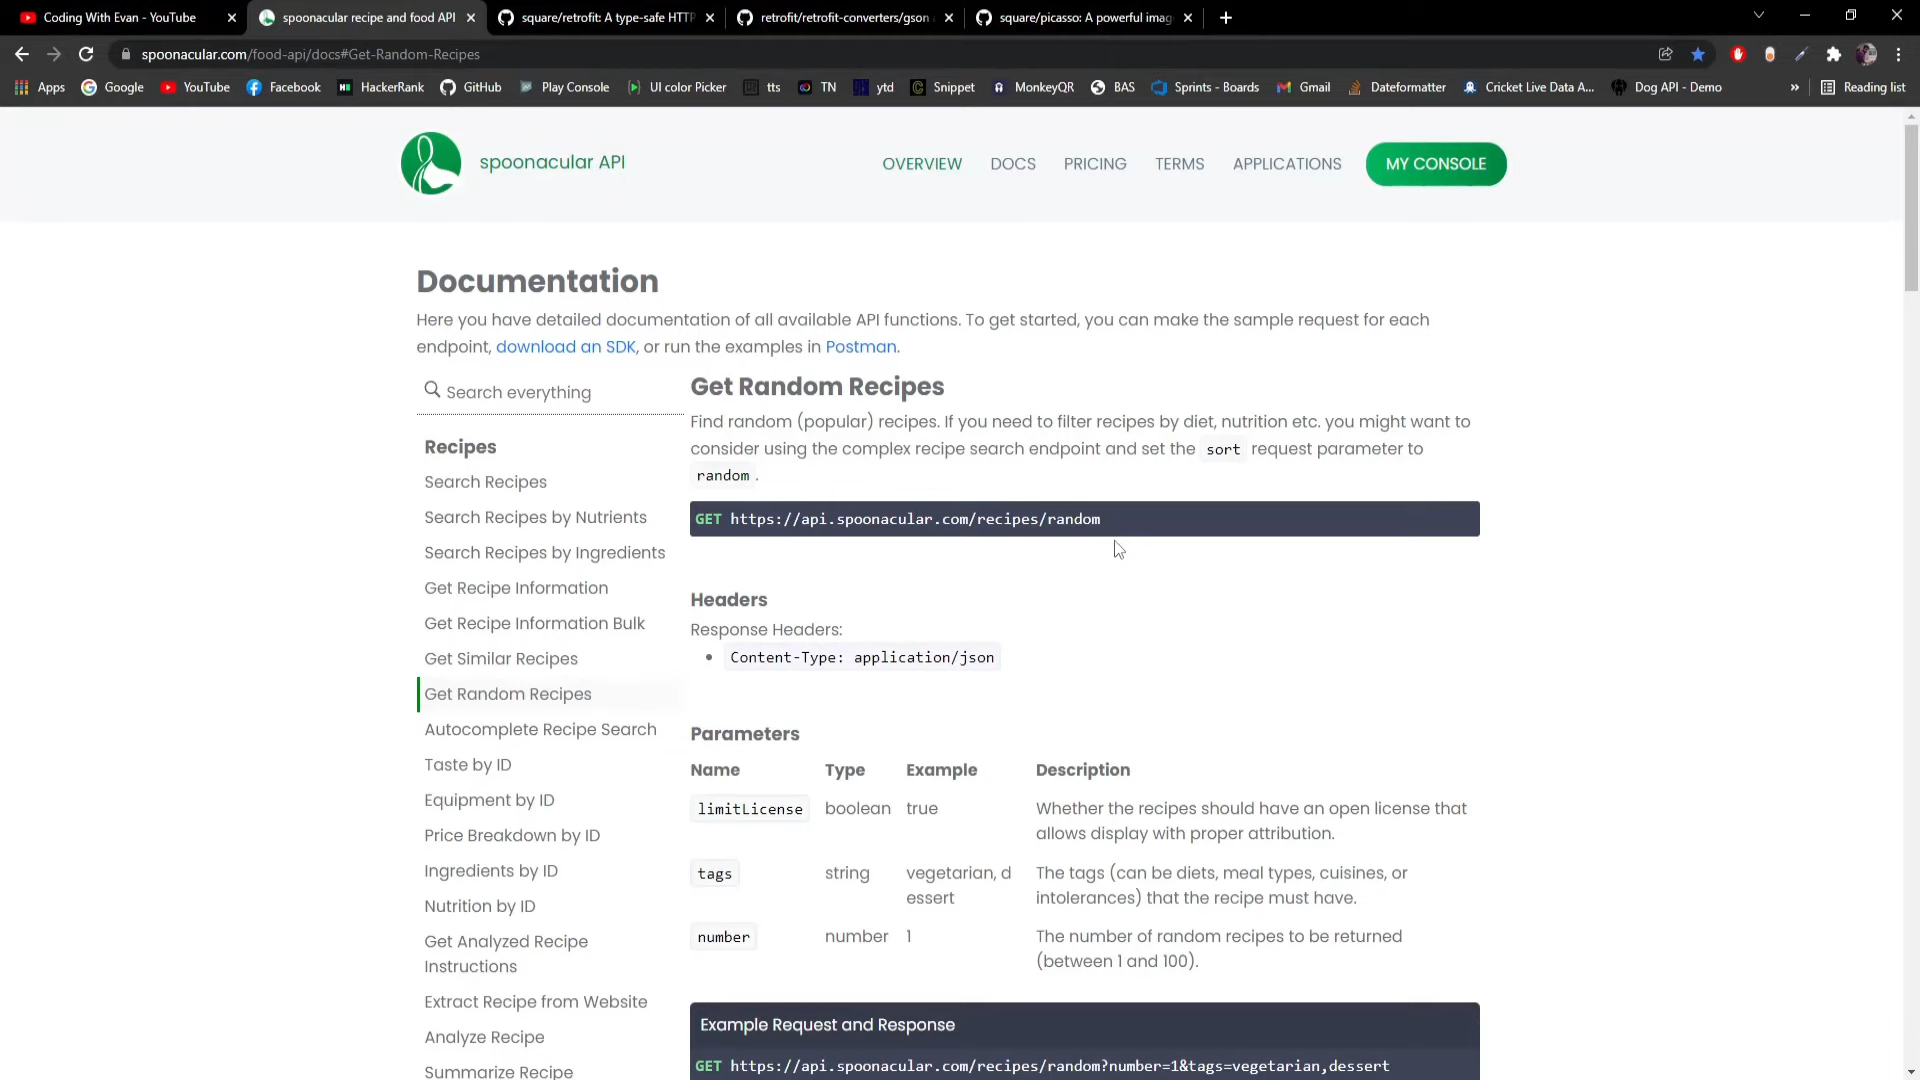 Coding With Evan - YouTube
spoonacular recipe and food API
square/retrofit: A type-safe HTTP
retrofit/retrofit-converters/gson
square/picasso: A powerful imag
spoonacular.com/food-api/docs#Get-Random-Recipes
Apps
Google
YouTube
Facebook
HackerRank
GitHub
Play Console
UI color Picker
tts
TN
ytd
Snippet
MonkeyQR
BAS
Sprints - Boards
Gmail
Dateformatter
Cricket Live Data A...
Dog API - Demo
»
Reading list
spoonacular API
OVERVIEW
DOCS
PRICING
TERMS
APPLICATIONS
MY CONSOLE
Documentation
Here you have detailed documentation of all available API functions. To get started, you can make the sample request for each
endpoint, download an SDK, or run the examples in Postman.
Search everything
Recipes
Search Recipes
Search Recipes by Nutrients
Search Recipes by Ingredients
Get Recipe Information
Get Recipe Information Bulk
Get Similar Recipes
Get Random Recipes
Autocomplete Recipe Search
Taste by ID
Equipment by ID
Price Breakdown by ID
Ingredients by ID
Nutrition by ID
Get Analyzed Recipe
Instructions
Extract Recipe from Website
Analyze Recipe
Summarize Recipe
Get Random Recipes
Find random (popular) recipes. If you need to filter recipes by diet, nutrition etc. you might want to
consider using the complex recipe search endpoint and set the sort request parameter to
random .
GET https://api.spoonacular.com/recipes/random
Headers
Response Headers:
• Content-Type: application/json
Parameters
Name Type Example Description
limitLicense boolean true Whether the recipes should have an open license that
allows display with proper attribution.
tags string vegetarian, d The tags (can be diets, meal types, cuisines, or
essert intolerances) that the recipe must have.
number number 1 The number of random recipes to be returned
(between 1 and 100).
Example Request and Response
GET https://api.spoonacular.com/recipes/random?number=1&tags=vegetarian,dessert